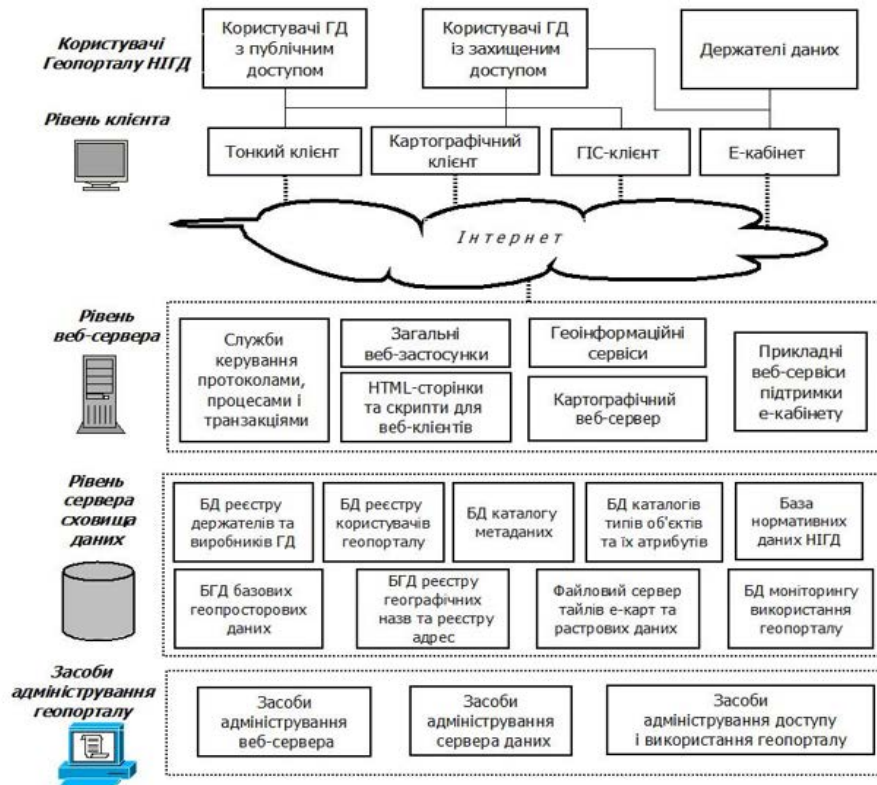 Користувачі
Геопорталу НІГД
Користувачі ГД
з публічним
доступом
Користувачі ГД
із захищеним
доступом
Держателі даних
Рівень клієнта
Тонкий клієнт
Картографічний
клієнт
ГІС-клієнт
Е-кабінет
Інтернет
Рівень
веб-сервера
Служби
керування
протоколами,
процесами і
транзакціями
Загальні
веб-застосунки
HTML-сторінки
та скрипти для
веб-клієнтів
Геоінформаційні
сервіси
Картографічний
веб-сервер
Прикладні
веб-сервіси
підтримки
е-кабінету
Рівень
сервера
сховища
даних
БД реєстру
держателів та
виробників ГД
БД реєстру
користувачів
геопорталу
БД каталогу
метаданих
БД каталогів
типів об'єктів
та їх атрибутів
База
нормативних
даних НІГД
БГД базових
геопросторових
даних
БГД реєстру
географічних
назв та реєстру
адрес
Файловий сервер
тайлів е-карт та
растрових даних
БД моніторингу
використання
геопорталу
Засоби
адміністрування
геопорталу
Засоби
адміністрування
веб-сервера
Засоби
адміністрування
сервера даних
Засоби
адміністрування доступу
і використання геопорталу